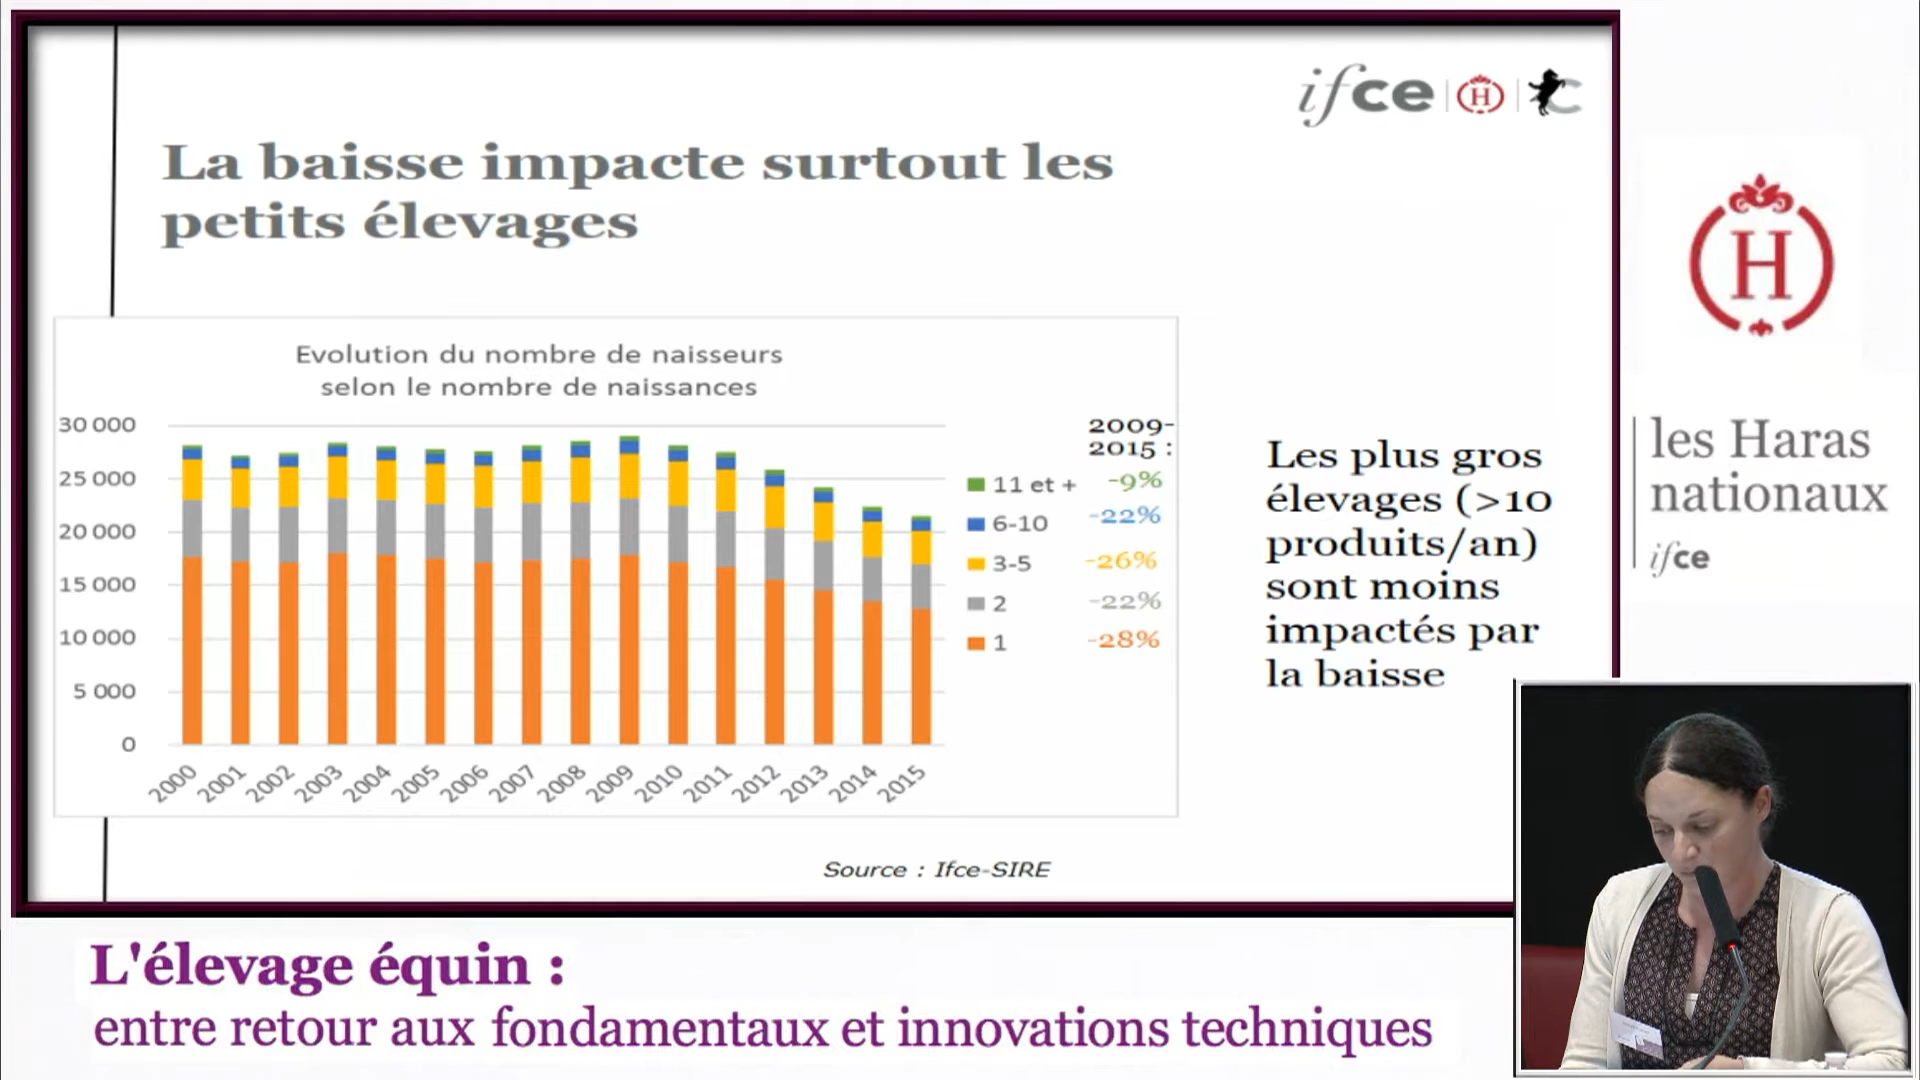 ifce
H
La baisse impacte surtout les
petits élevages
Evolution du nombre de naisseurs
selon le nombre de naissances
30 000
25 000
20 000
15 000
10 000
5 000
0
2000 2001 2002 2003 2004 2005 2006 2007 2008 2009 2010 2011 2012 2013 2014 2015
2009-
2015 :
11 et + -9%
6-10 -22%
3-5 -26%
2 -22%
1 -28%
Les plus gros
élevages (>10
produits/an)
sont moins
impactés par
la baisse
Source : Ifce-SIRE
H
les Haras
nationaux
ifce
L'élevage équin :
entre retour aux fondamentaux et innovations techniques